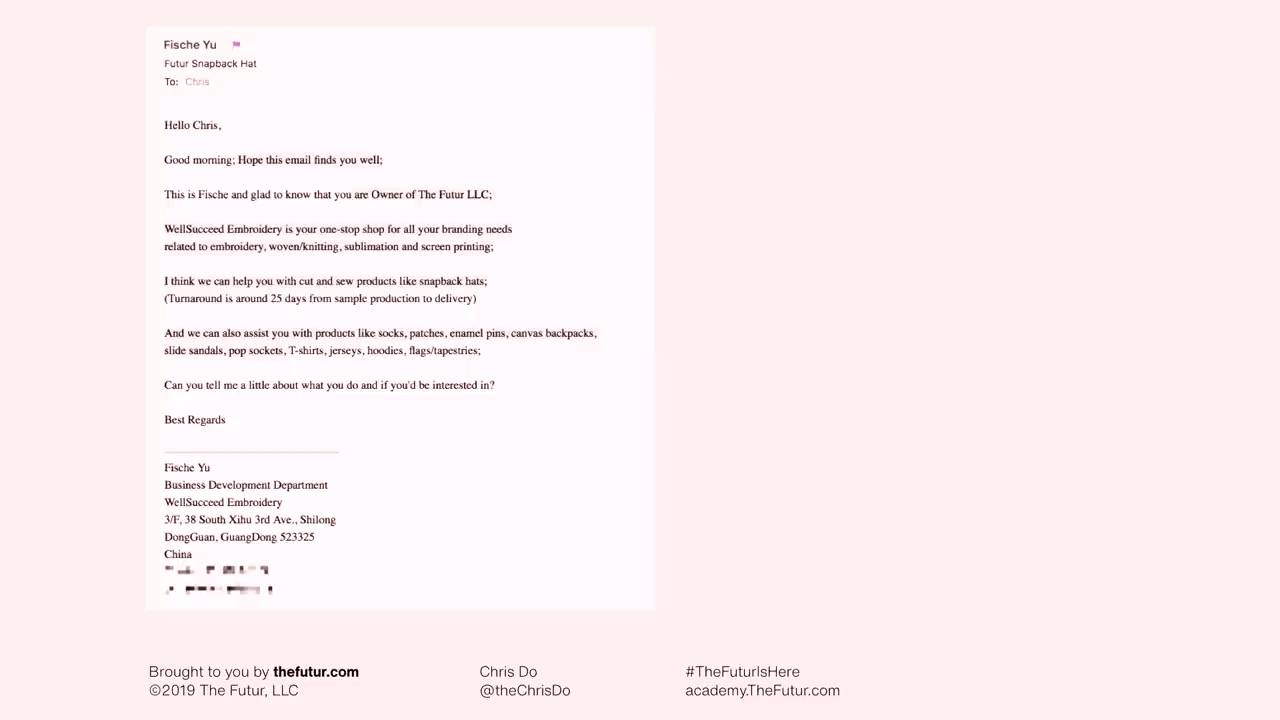 Fische Yu
Futur Snapback Hat
To: Chris
Hello Chris,
Good morning; Hope this email finds you well;
This is Fische and glad to know that you are Owner of The Futur LLC;
WellSucceed Embroidery is your one-stop shop for all your branding needs
related to embroidery, woven/knitting, sublimation and screen printing;
I think we can help you with cut and sew products like snapback hats;
(Turnaround is around 25 days from sample production to delivery)
And we can also assist you with products like socks, patches, enamel pins, canvas backpacks,
slide sandals, pop sockets, T-shirts, jerseys, hoodies, flags/tapestries;
Can you tell me a little about what you do and if you'd be interested in?
Best Regards
Fische Yu
Business Development Department
WellSucceed Embroidery
3/F, 38 South Xihu 3rd Ave., Shilong
DongGuan, GuangDong 523325
China
Brought to you by thefutur.com
©2019 The Futur, LLC
Chris Do
@theChrisDo
#TheFuturIsHere
academy.TheFutur.com